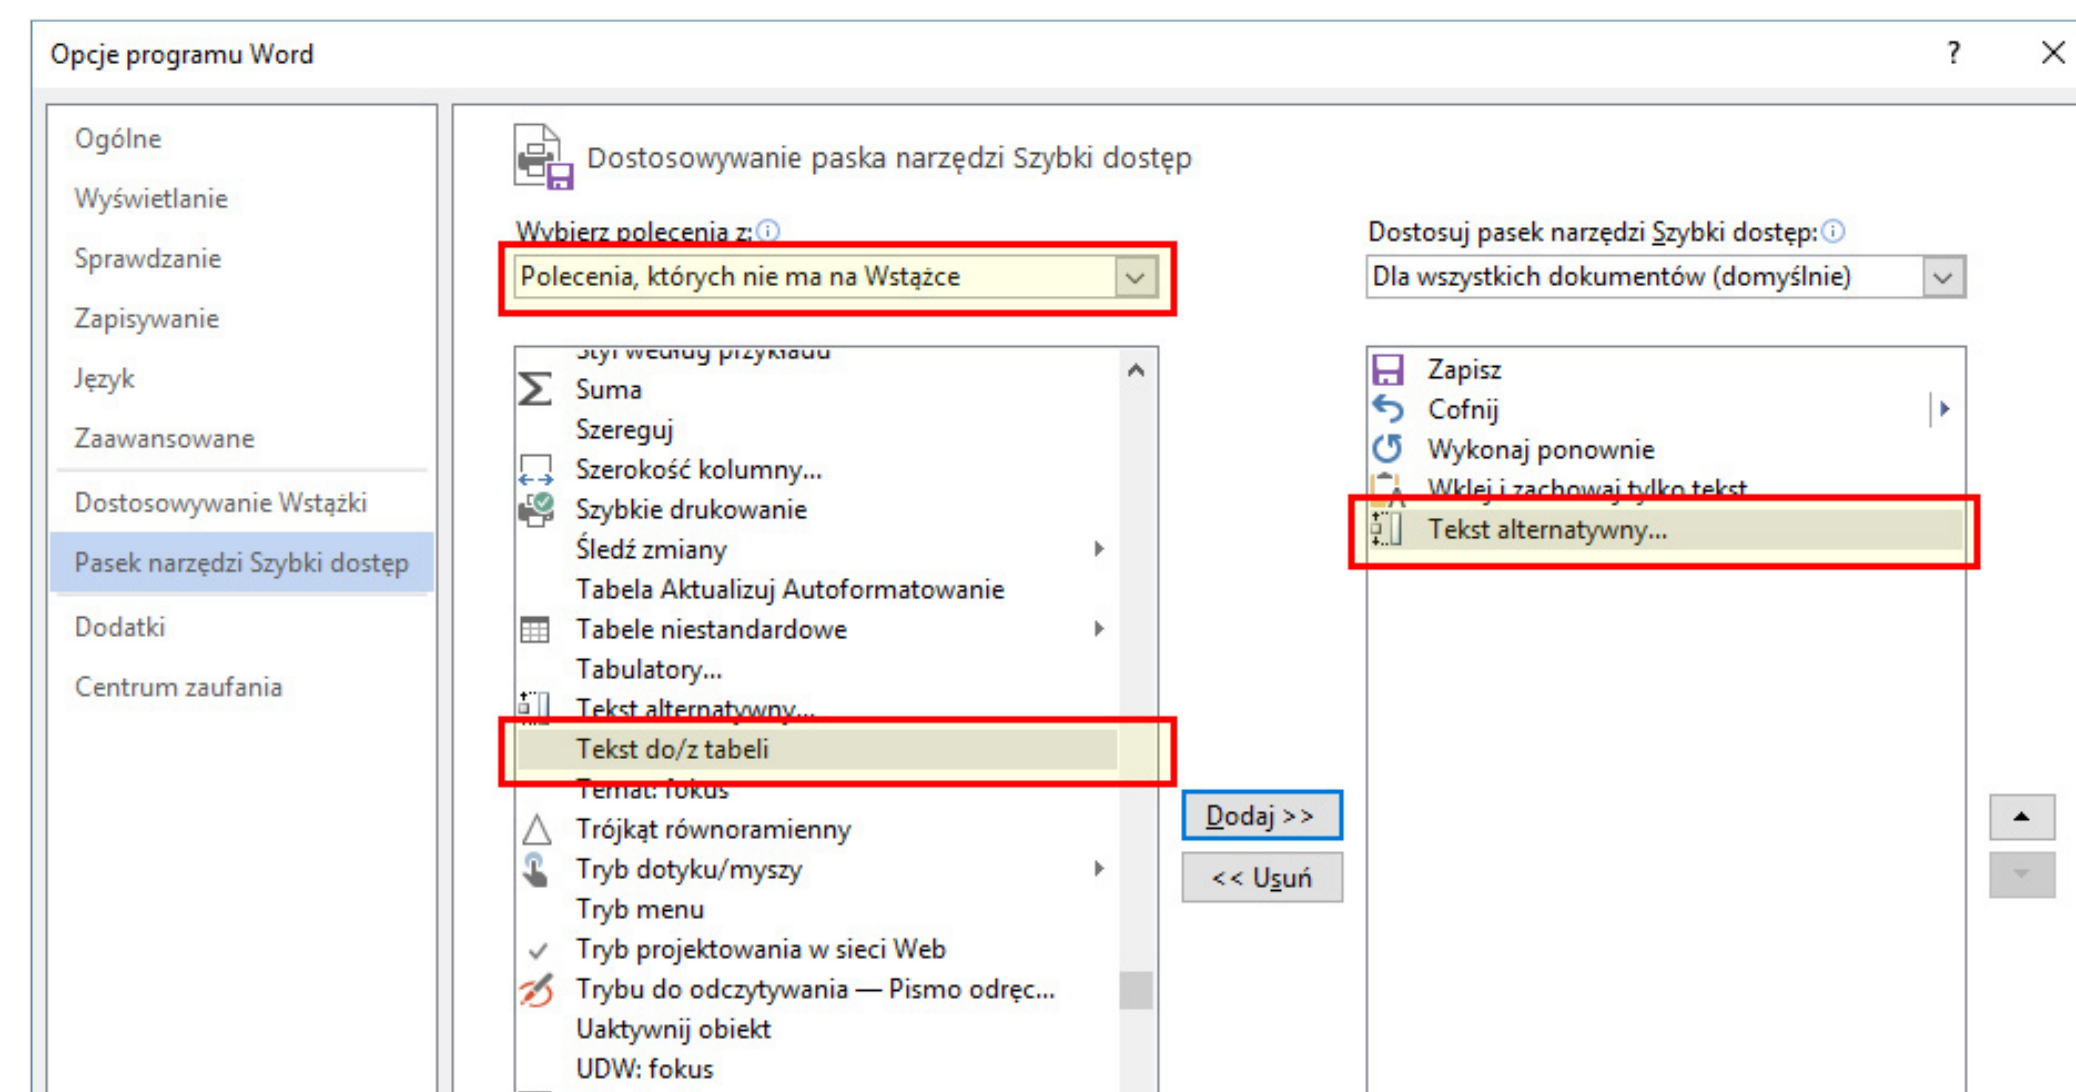 Opcje programu Word
?
Ogólne
Wyświetlanie
Sprawdzanie
Zapisywanie
Język
Zaawansowane
Dostosowywanie Wstążki
Pasek narzędzi Szybki dostęp
Dodatki
Centrum zaufania
Dostosowywanie paska narzędzi Szybki dostęp
Wybierz polecenia z:
Polecenia, których nie ma na Wstążce
Styl według przykładu
Suma
Szereguj
Szerokość kolumny...
Szybkie drukowanie
Śledź zmiany
Tabela Aktualizuj Autoformatowanie
Tabele niestandardowe
Tabulatory...
Tekst alternatywny...
Tekst do/z tabeli
Temat: fokus
Trójkąt równoramienny
Tryb dotyku/myszy
Tryb menu
Tryb projektowania w sieci Web
Trybu do odczytywania — Pismo odręc...
Uaktywnij obiekt
UDW: fokus
Dodaj >>
<< Usuń
Dostosuj pasek narzędzi Szybki dostęp:
Dla wszystkich dokumentów (domyślnie)
Zapisz
Cofnij
Wykonaj ponownie
Wklej i zachowaj tylko tekst
Tekst alternatywny...